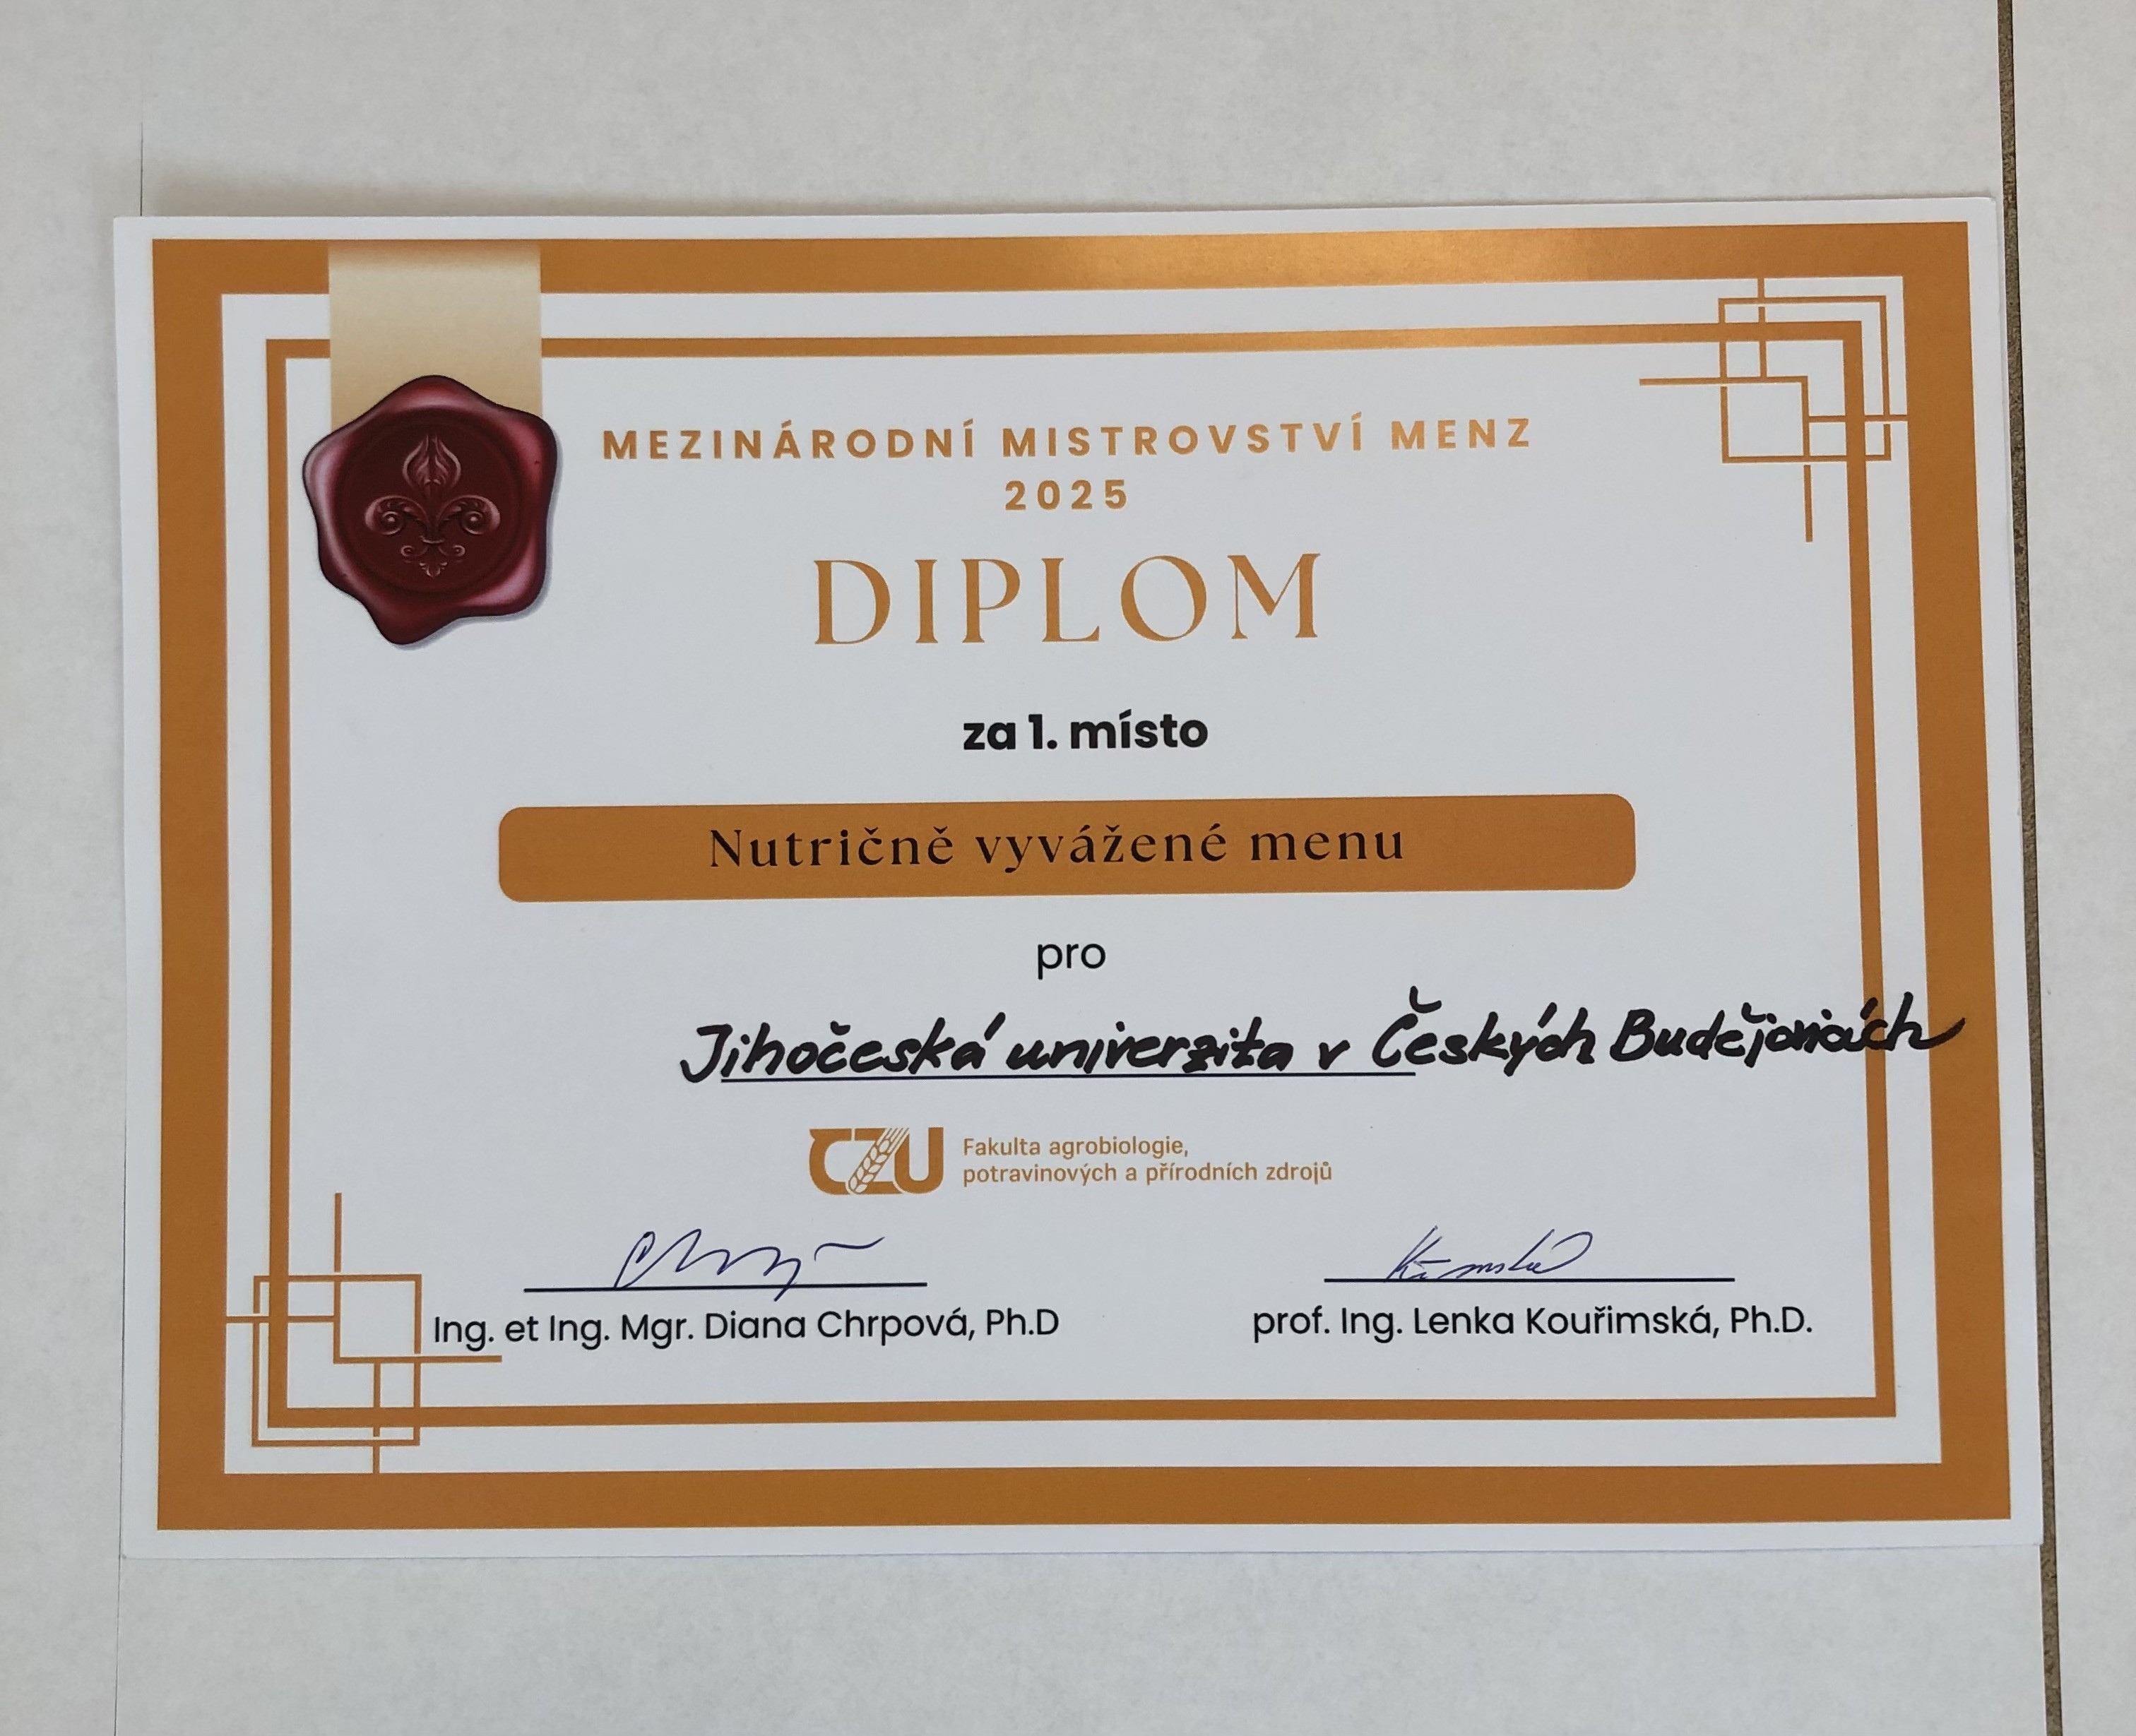 MEZINÁRODNÍ MISTROVSTVÍ MENZ
2025
DIPLOM
za 1. místo
Nutričně vyvážené menu
pro
Jihočeská univerzita v Českých Budějovicích
ČZU Fakulta agrobiologie,
potravinových a přírodních zdrojů
Ing. et Ing. Mgr. Diana Chrpová, Ph.D
prof. Ing. Lenka Kouřimská, Ph.D.